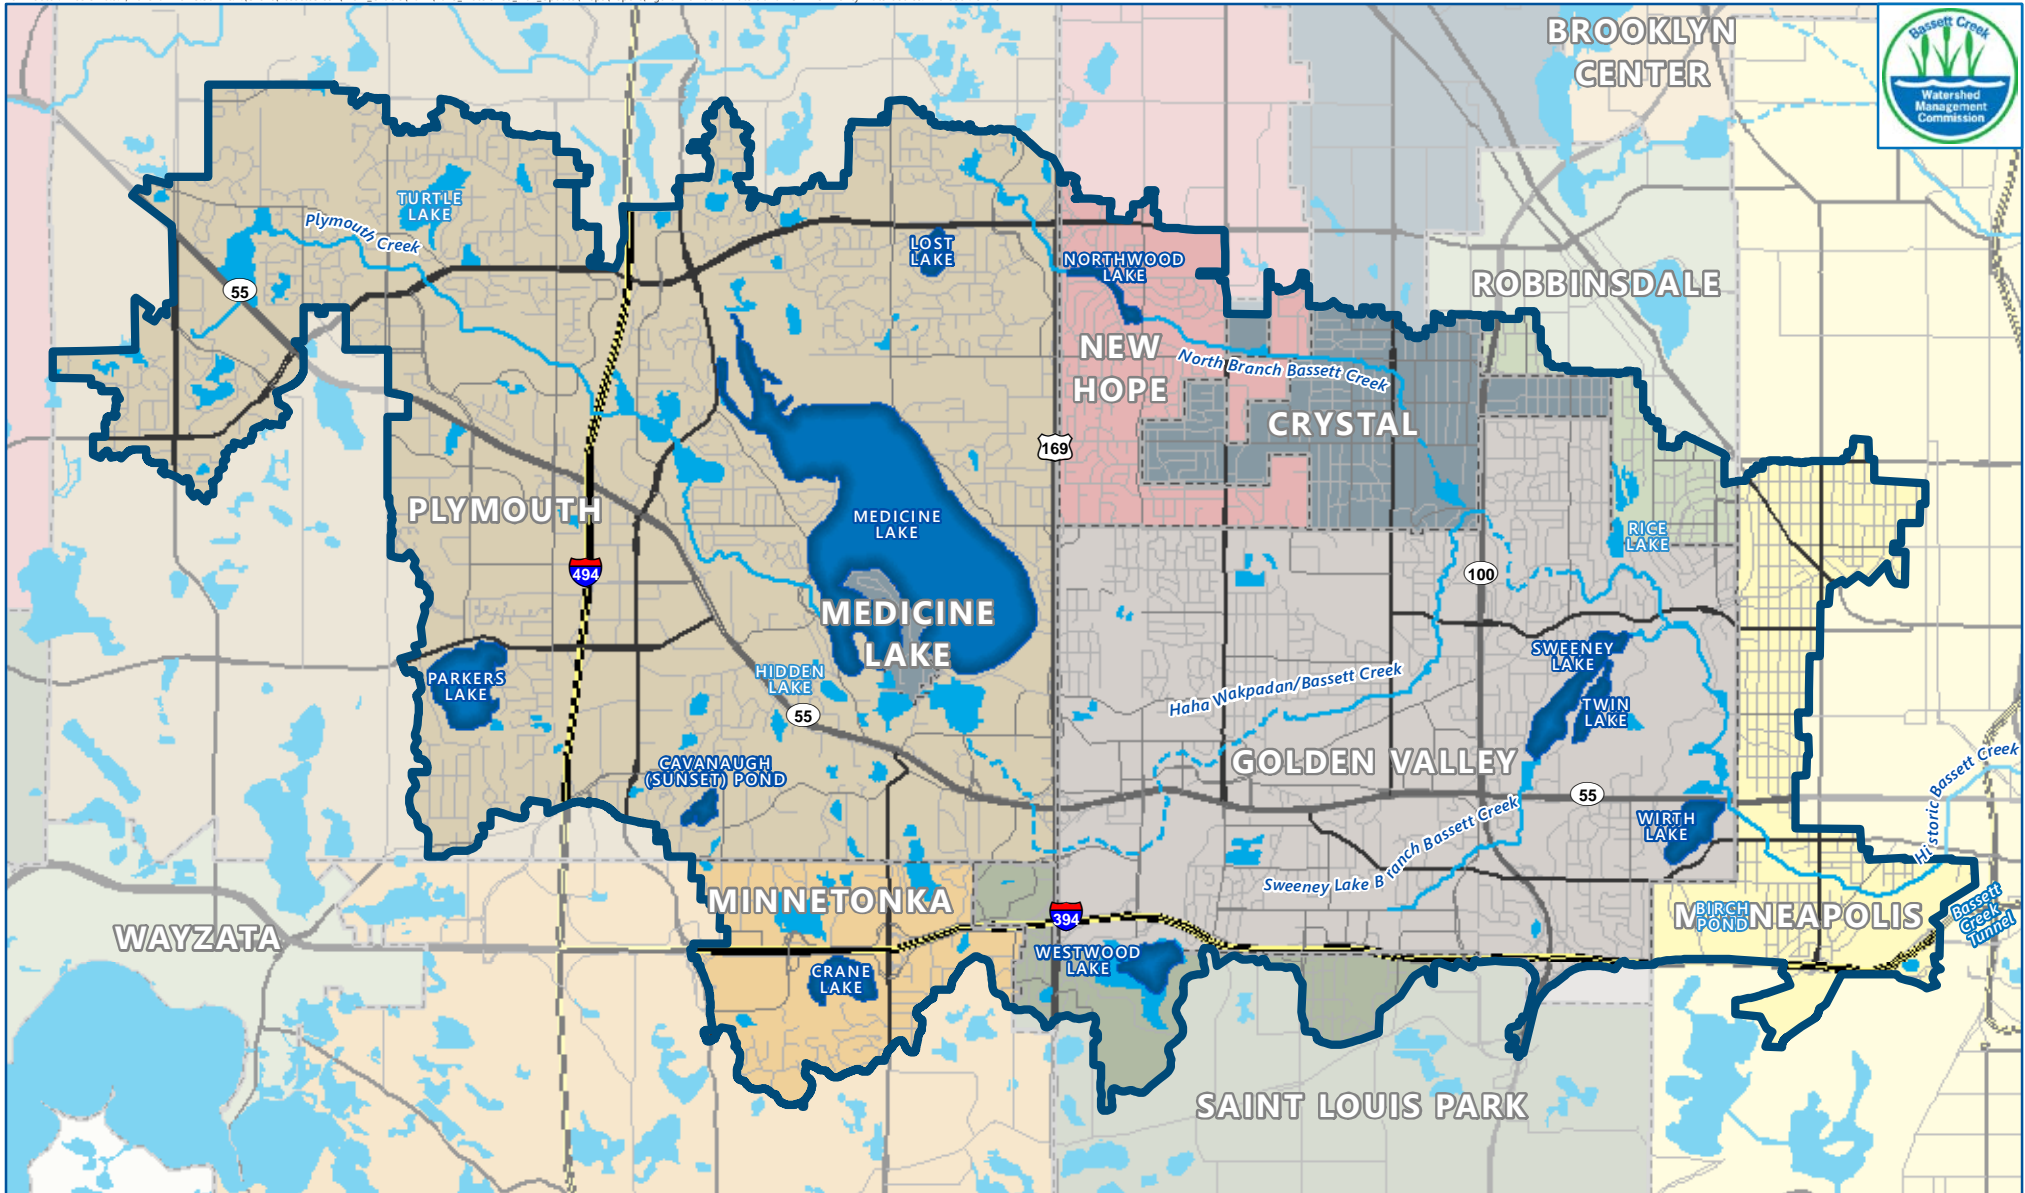 BROOKLYN
CENTER
Bassett Creek
Watershed
Management
Commission
TURTLE
LAKE
Plymouth Creek
LOST
LAKE
NORTHWOOD
LAKE
55
ROBBINSDALE
NEW
HOPE
North Branch Bassett Creek
CRYSTAL
169
PLYMOUTH
MEDICINE
LAKE
RICE
LAKE
494
100
MEDICINE
LAKE
SWEENEY
LAKE
PARKERS
LAKE
HIDDEN
LAKE
Haha Wakpadan/Bassett Creek
TWIN
LAKE
55
CAVANAUGH
(SUNSET) POND
GOLDEN VALLEY
55
Historic Bassett Creek
WIRTH
LAKE
Sweeney Lake Branch Bassett Creek
MINNETONKA
394
MINNEAPOLIS
BIRCH
POND
Bassett
Creek
Tunnel
WAYZATA
WESTWOOD
LAKE
CRANE
LAKE
SAINT LOUIS PARK